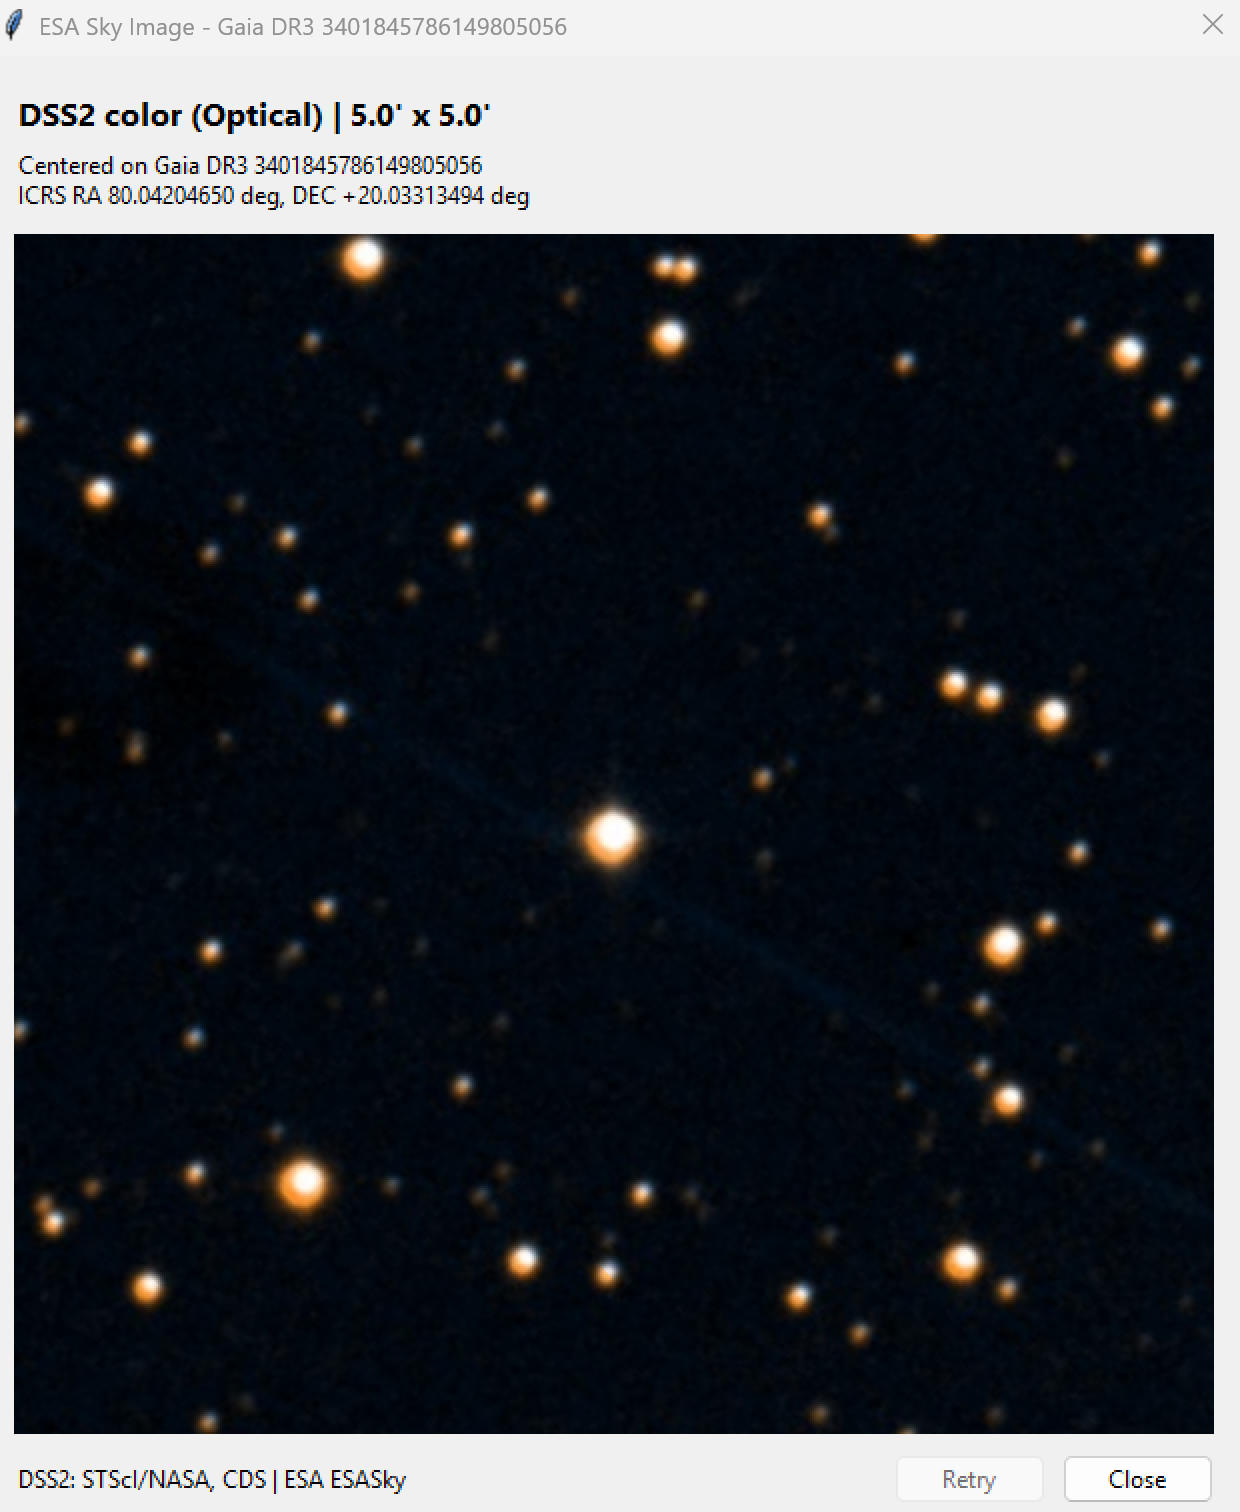 ESA Sky Image - Gaia DR3 3401845786149805056
DSS2 color (Optical) | 5.0' x 5.0'
Centered on Gaia DR3 3401845786149805056
ICRS RA 80.04204650 deg, DEC +20.03313494 deg
DSS2: STScI/NASA, CDS | ESA ESASky
Retry
Close